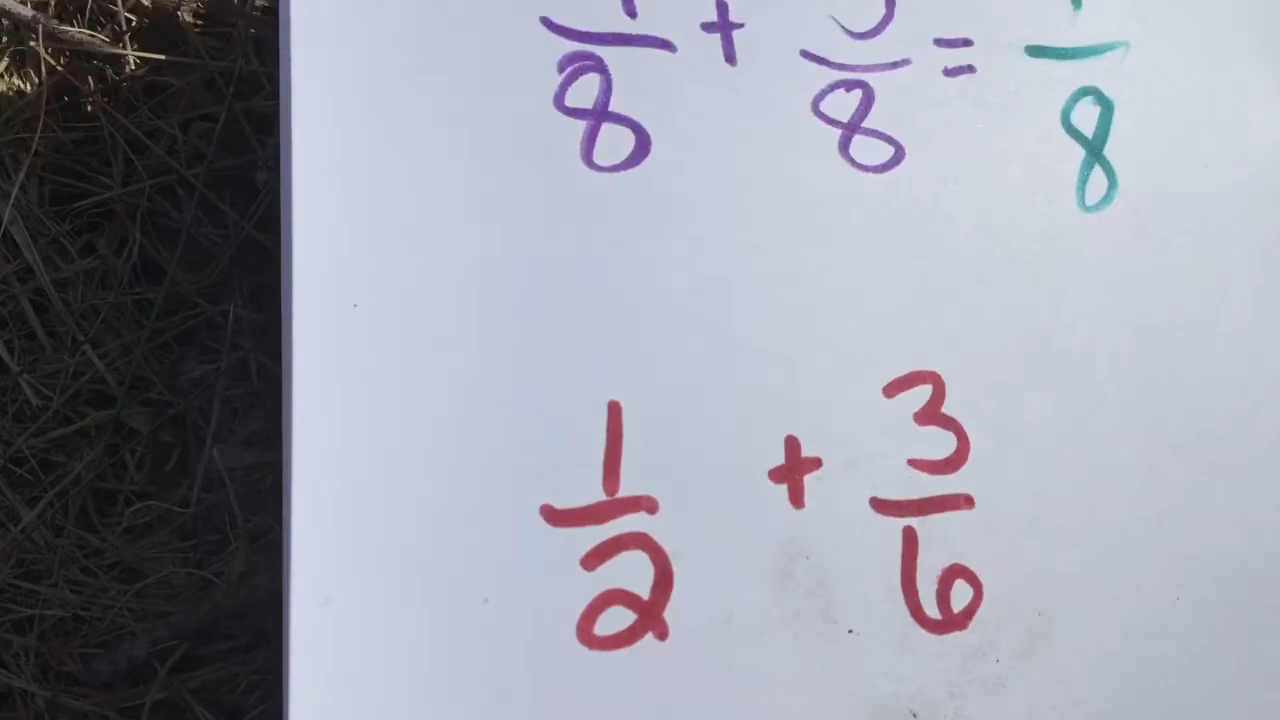 + =
8 8 8
1 + 3
2 6